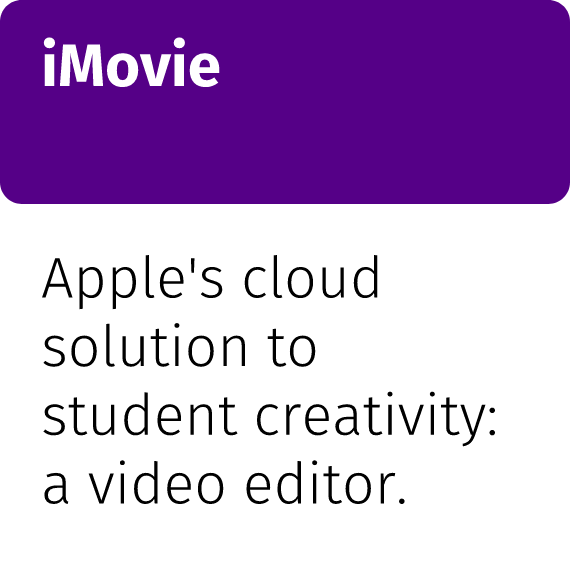 iMovie
Apple's cloud
solution to
student creativity:
a video editor.